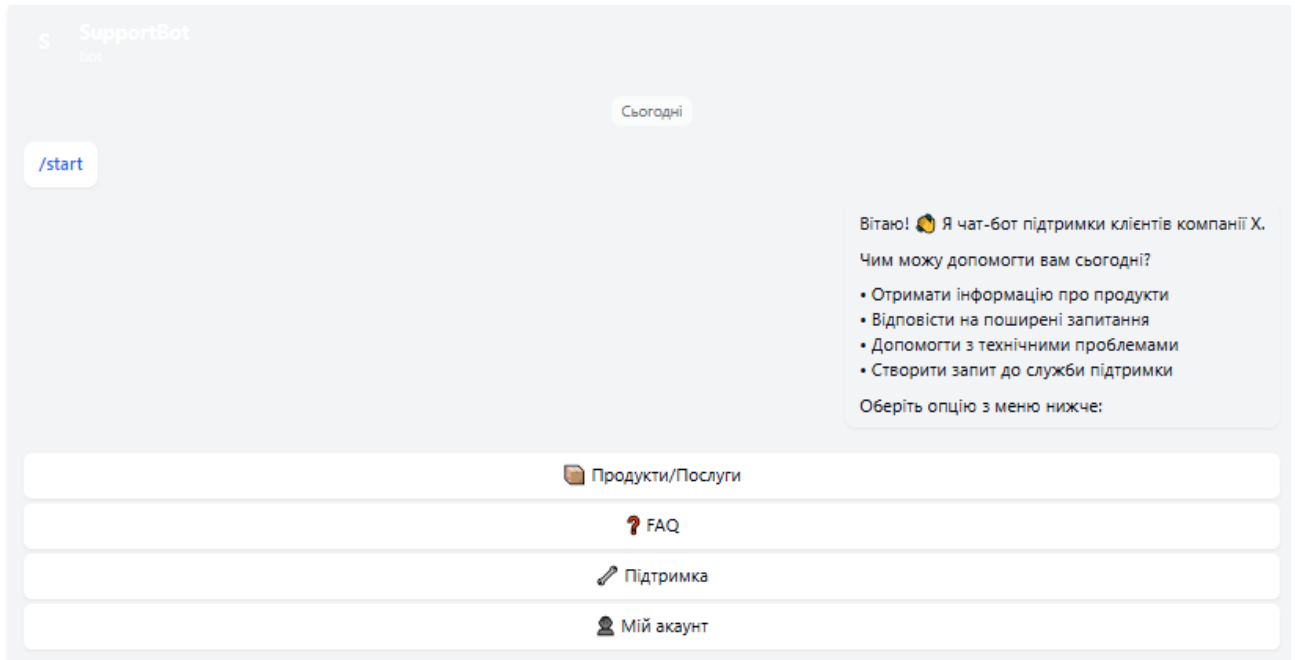 S
SupportBot
bot
Сьогодні
/start
Вітаю! 👋 Я чат-бот підтримки клієнтів компанії X.
Чим можу допомогти вам сьогодні?
• Отримати інформацію про продукти
• Відповісти на поширені запитання
• Допомогти з технічними проблемами
• Створити запит до служби підтримки
Оберіть опцію з меню нижче:
📦 Продукти/Послуги
❓ FAQ
🔧 Підтримка
👤 Мій акаунт